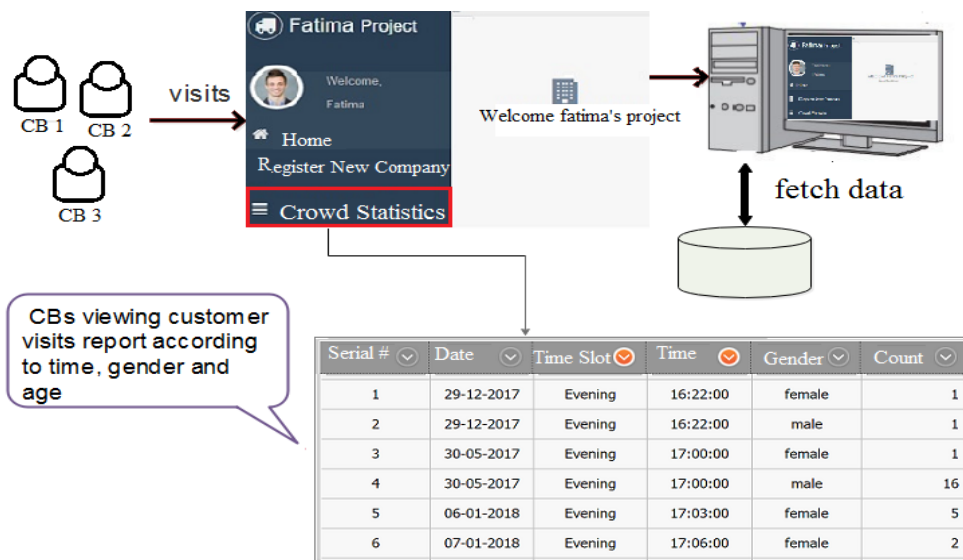 Fatima Project
Welcome,
Fatima
Home
Register New Company
Crowd Statistics
CB 1
CB 2
CB 3
visits
Welcome fatima's project
fetch data
CBs viewing customer
visits report according
to time, gender and
age
Serial # Date Time Slot Time Gender Count
1 29-12-2017 Evening 16:22:00 female 1
2 29-12-2017 Evening 16:22:00 male 1
3 30-05-2017 Evening 17:00:00 female 1
4 30-05-2017 Evening 17:00:00 male 16
5 06-01-2018 Evening 17:03:00 female 5
6 07-01-2018 Evening 17:06:00 female 2